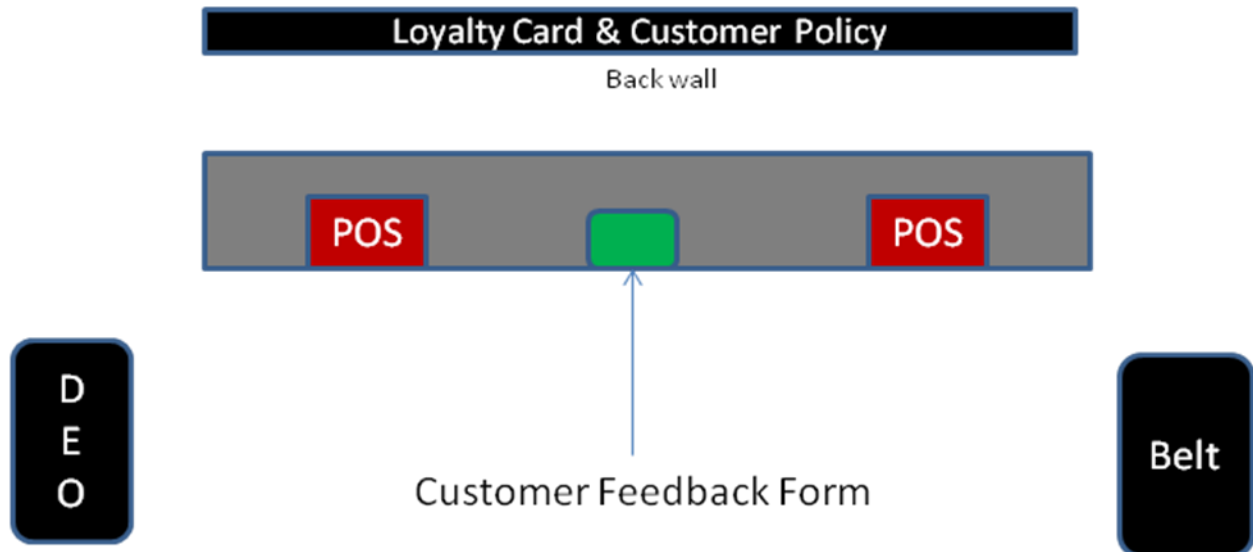 Loyalty Card & Customer Policy
Back wall
POS
POS
D
E
O
Belt
Customer Feedback Form